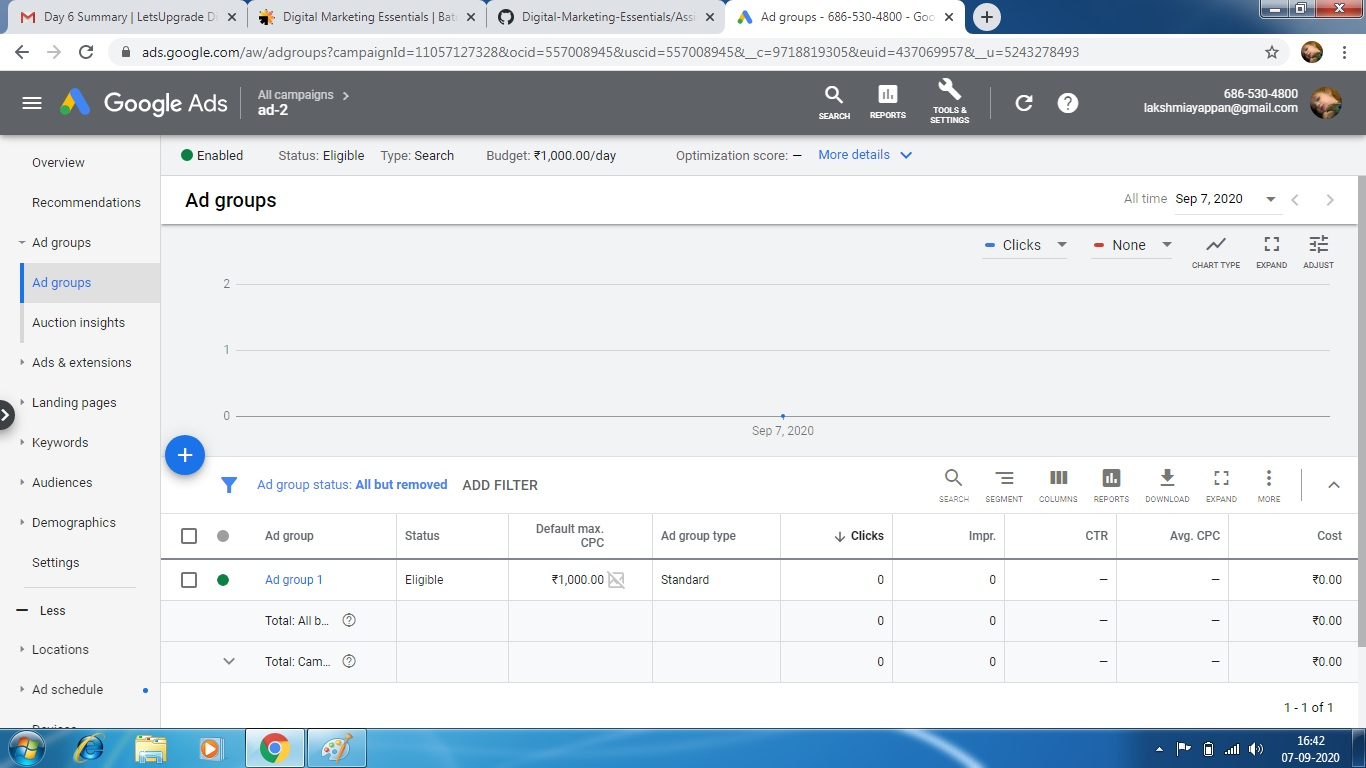 Day 6 Summary | LetsUpgrade Di
Digital Marketing Essentials | Batc
Digital-Marketing-Essentials/Assi
Ad groups - 686-530-4800 - Goo
ads.google.com/aw/adgroups?campaignId=11057127328&ocid=557008945&uscid=557008945&__c=9718819305&euid=437069957&__u=5243278493
Google Ads
All campaigns
ad-2
SEARCH
REPORTS
TOOLS &
SETTINGS
686-530-4800
lakshmiayappan@gmail.com
Overview
Recommendations
Ad groups
Ad groups
Auction insights
Ads & extensions
Landing pages
Keywords
Audiences
Demographics
Settings
Less
Locations
Ad schedule
Enabled Status: Eligible Type: Search Budget: ₹1,000.00/day Optimization score: — More details
Ad groups
All time Sep 7, 2020
Clicks None
CHART TYPE EXPAND ADJUST
2
1
0
Sep 7, 2020
Ad group status: All but removed ADD FILTER
SEARCH SEGMENT COLUMNS REPORTS DOWNLOAD EXPAND MORE
Ad group Status Default max. CPC Ad group type Clicks Impr. CTR Avg. CPC Cost
Ad group 1 Eligible ₹1,000.00 Standard 0 0 — — ₹0.00
Total: All b... 0 0 — — ₹0.00
Total: Cam... 0 0 — — ₹0.00
1 - 1 of 1
16:42
07-09-2020